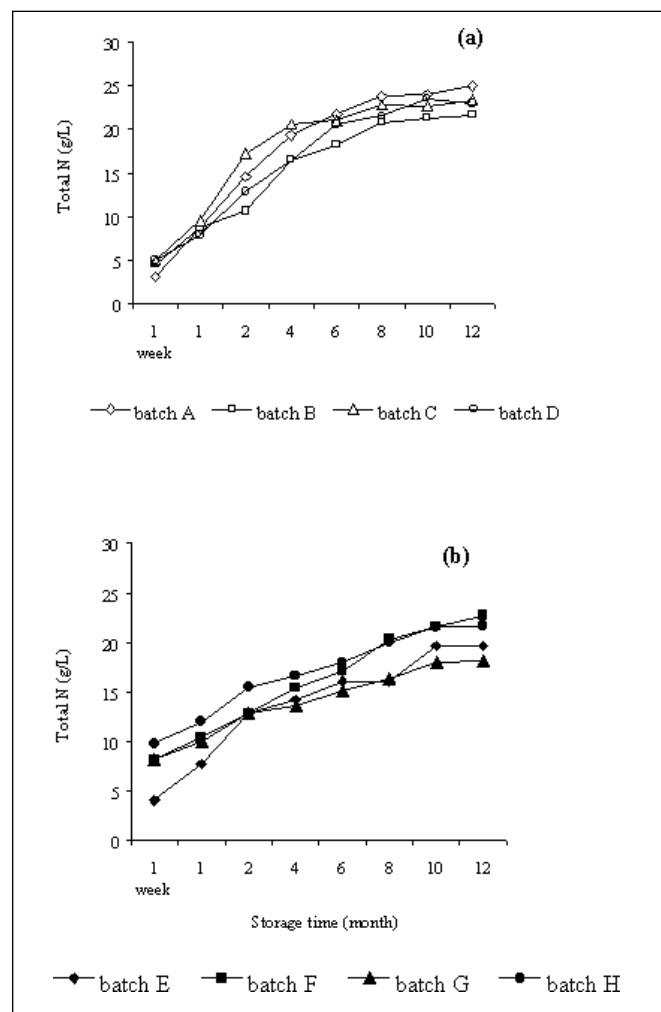 (a)
30
25
20
15
10
5
0
Total N (g/L)
1 1 2 4 6 8 10 12
week
batch A batch B batch C batch D
(b)
30
25
20
15
10
5
0
Total N (g/L)
1 1 2 4 6 8 10 12
week
Storage time (month)
batch E batch F batch G batch H